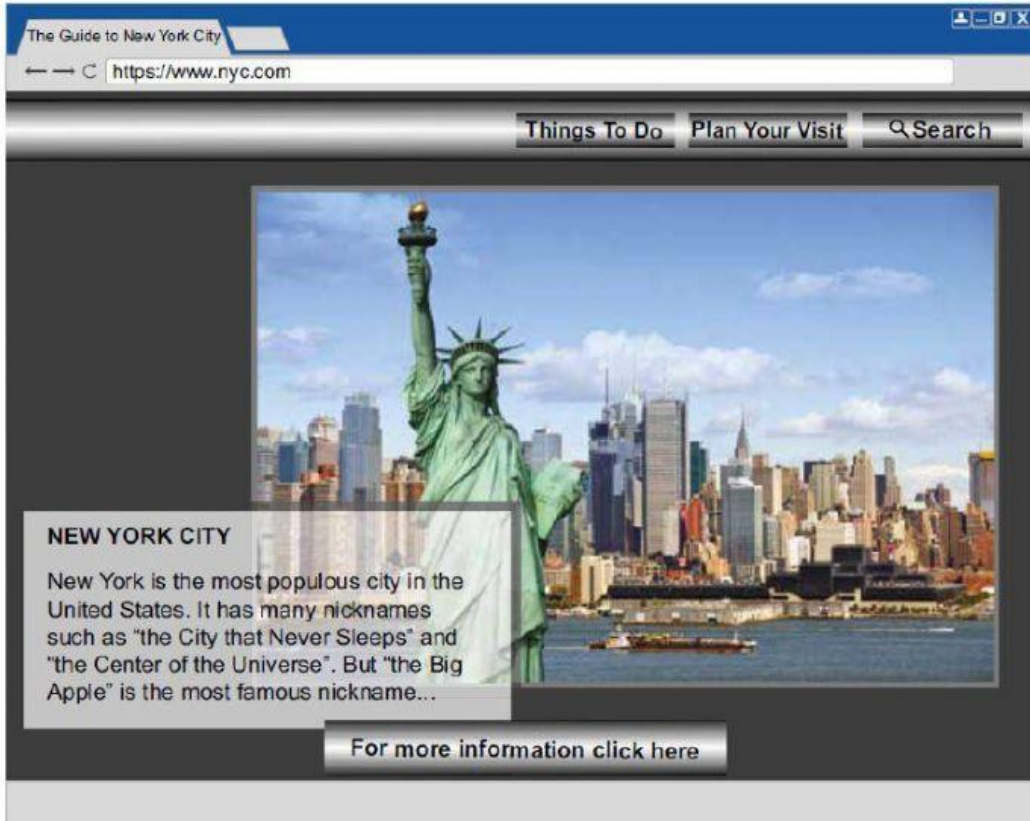 The Guide to New York City
https://www.nyc.com
Things To Do Plan Your Visit Search
NEW YORK CITY
New York is the most populous city in the
United States. It has many nicknames
such as “the City that Never Sleeps” and
“the Center of the Universe”. But “the Big
Apple” is the most famous nickname...
For more information click here